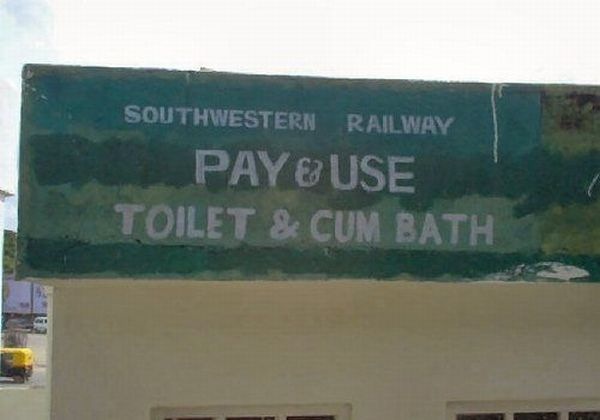 SOUTHWESTERN RAILWAY
PAY & USE
TOILET & CUM BATH